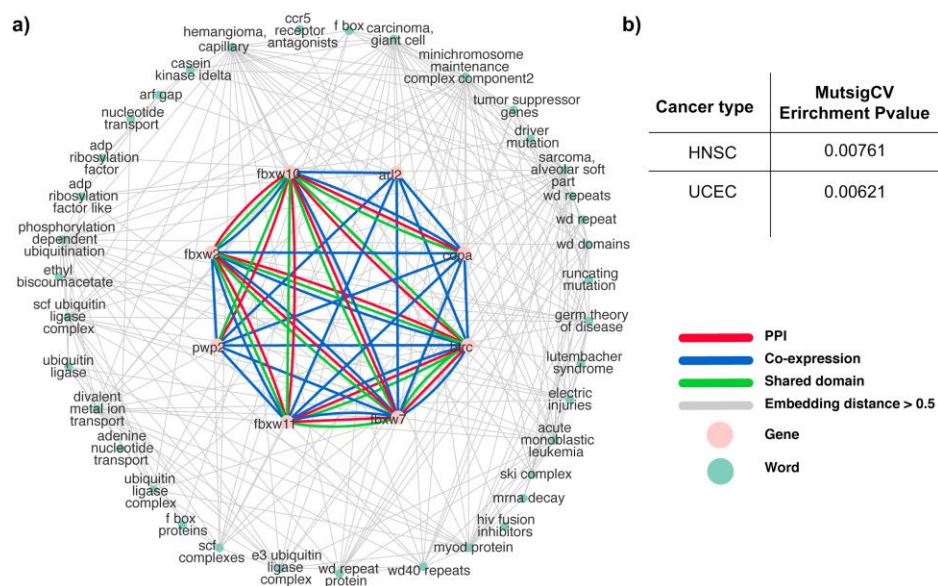 a)
b)
hemangioma,
capillary
ccr5
receptor
antagonists
f box
carcinoma,
giant cell
minichromosome
maintenance
complex component2
tumor suppressor
genes
driver
mutation
sarcoma,
alveolar soft
part
wd repeats
wd repeat
wd domains
runcating
mutation
germ theory
of disease
lutembacher
syndrome
electric
injuries
acute
monoblastic
leukemia
ski complex
mrna decay
hiv fusion
inhibitors
myod protein
wd40 repeats
wd repeat
protein
e3 ubiquitin
ligase
complex
scf
complexes
f box
proteins
ubiquitin
ligase
complex
adenine
nucleotide
transport
divalent
metal ion
transport
ubiquitin
ligase
scf ubiquitin
ligase
complex
ethyl
biscoumacetate
phosphorylation
dependent
ubiquitination
adp
ribosylation
factor like
adp
ribosylation
factor
nucleotide
transport
arf gap
casein
kinase idelta
fbxw10
arl2
copa
btrc
fbxw7
fbxw11
pwp2
fbxw2
Cancer type
MutsigCV
Erirchment Pvalue
HNSC
0.00761
UCEC
0.00621
PPI
Co-expression
Shared domain
Embedding distance > 0.5
Gene
Word